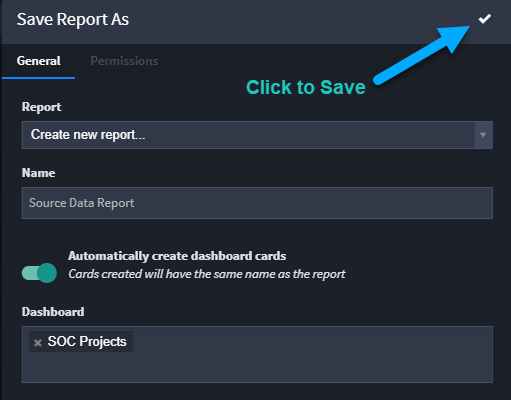 Save Report As
General Permissions
Click to Save
Report
Create new report...
Name
Source Data Report
Automatically create dashboard cards
Cards created will have the same name as the report
Dashboard
× SOC Projects